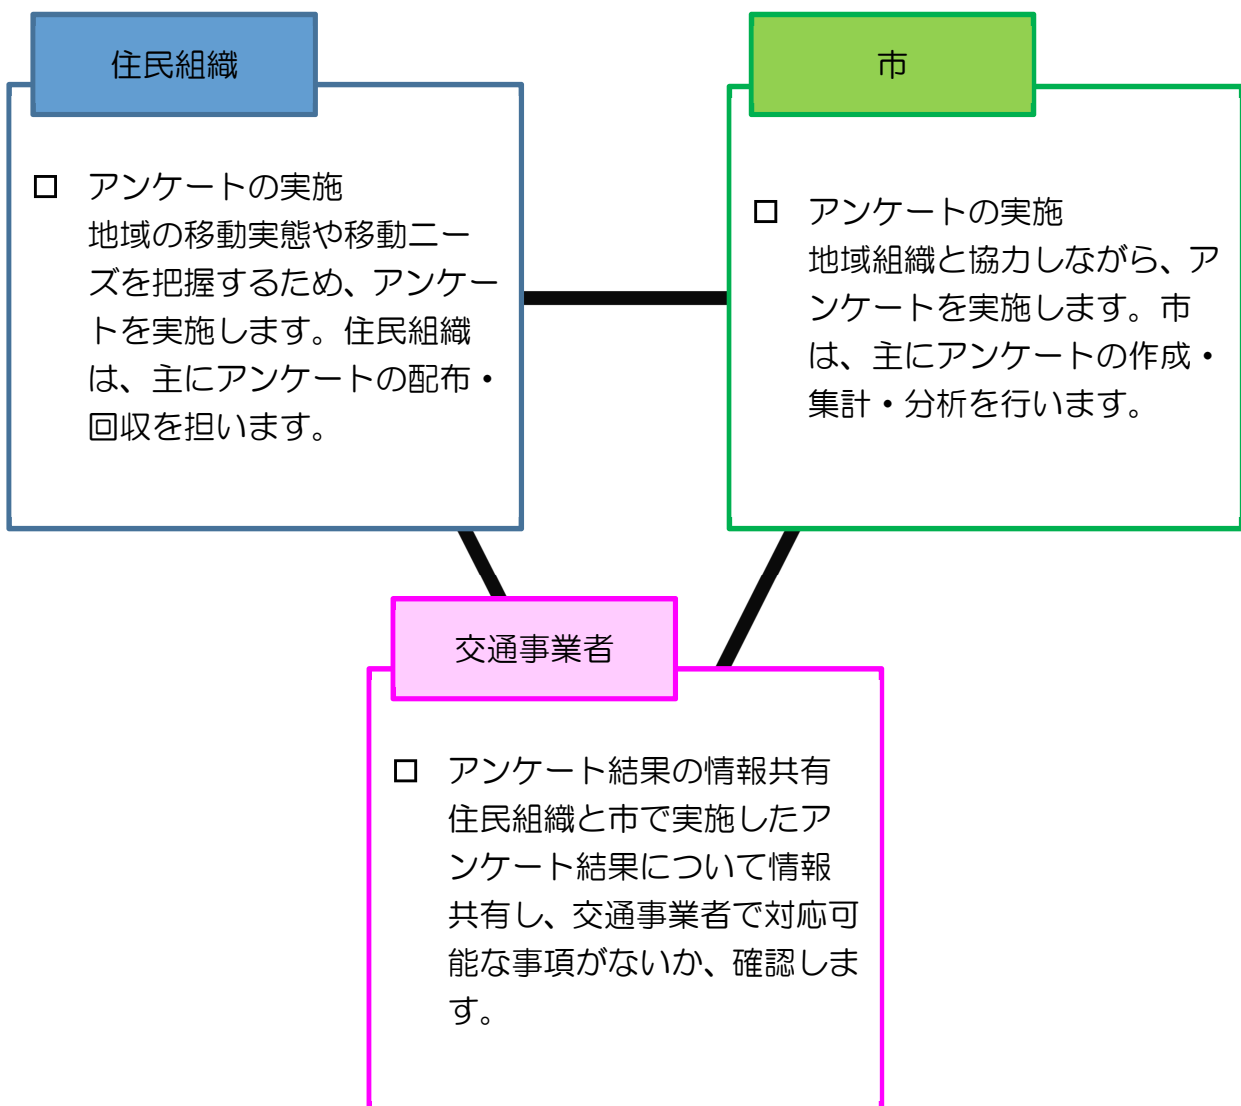 住民組織
□ アンケートの実施
地域の移動実態や移動ニー
ズを把握するため、アンケー
トを実施します。住民組織
は、主にアンケートの配布・
回収を担います。
市
□ アンケートの実施
地域組織と協力しながら、ア
ンケートを実施します。市
は、主にアンケートの作成・
集計・分析を行います。
交通事業者
□ アンケート結果の情報共有
住民組織と市で実施したア
ンケート結果について情報
共有し、交通事業者で対応可
能な事項がないか、確認しま
す。